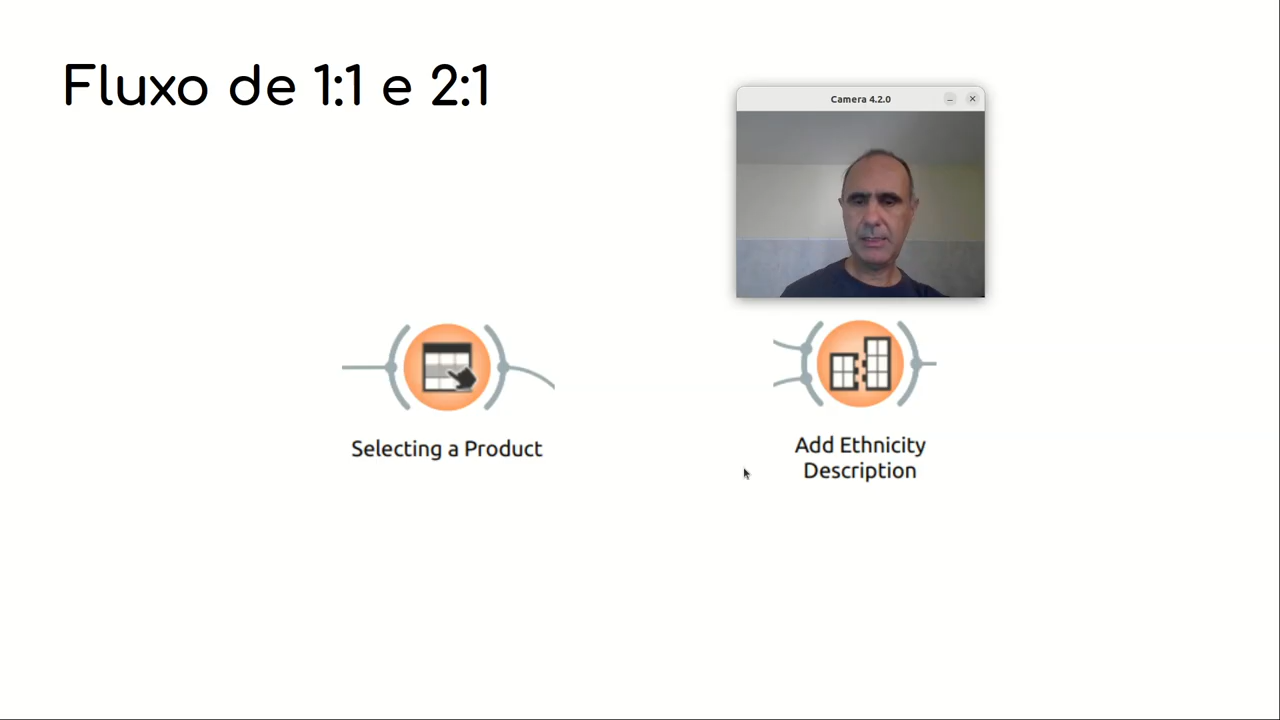 Fluxo de 1:1 e 2:1
Camera 4.2.0
Selecting a Product
Add Ethnicity
Description